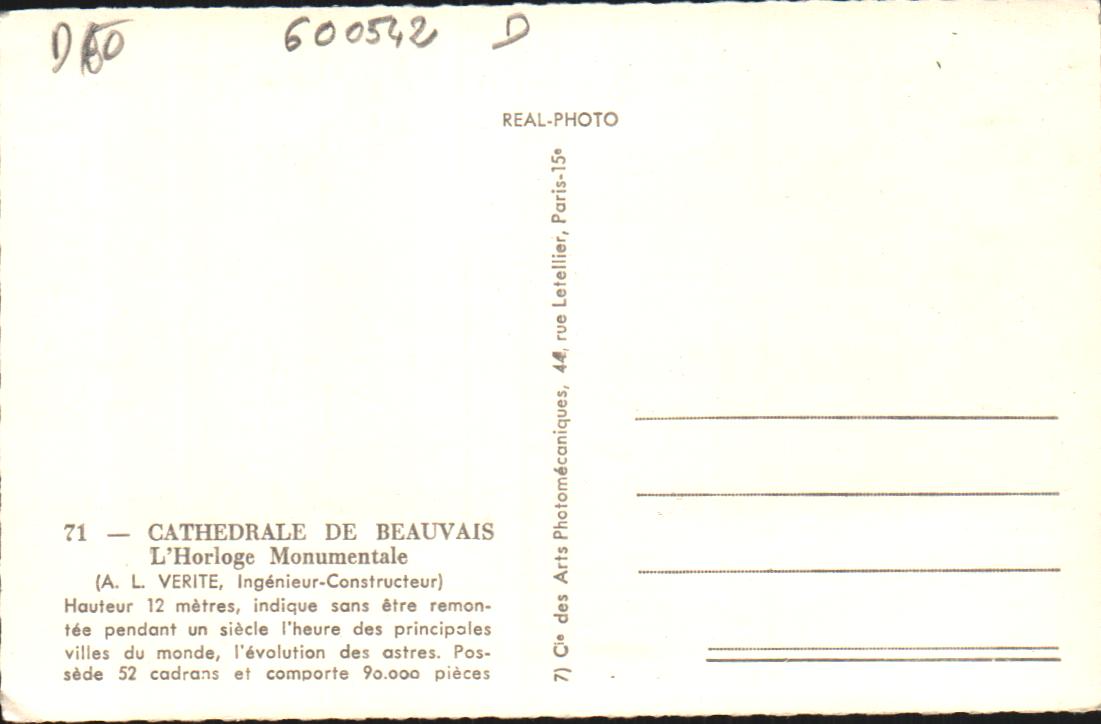 600542 D
REAL-PHOTO
7) Cie des Arts Photomécaniques, 44, rue Letellier, Paris-15e
71 — CATHEDRALE DE BEAUVAIS
L'Horloge Monumentale
(A. L. VERITE, Ingénieur-Constructeur)
Hauteur 12 mètres, indique sans être remon-
tée pendant un siècle l'heure des principales
villes du monde, l'évolution des astres. Pos-
sède 52 cadrans et comporte 90.000 pièces